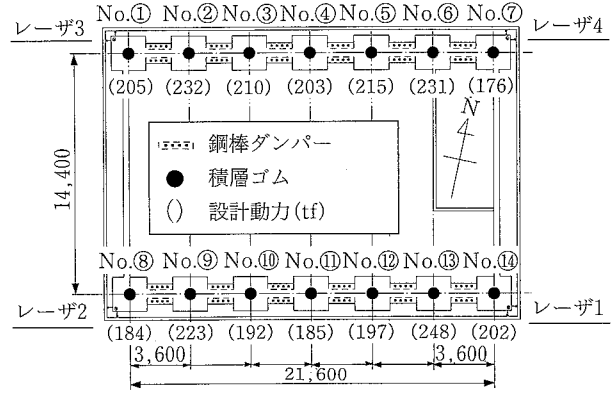 No.① No.② No.③ No.④ No.⑤ No.⑥ No.⑦
レーザ3 レーザ4
(205) (232) (210) (203) (215) (231) (176)
N
鋼棒ダンパー
積層ゴム
() 設計動力(tf)
14,400
No.⑧ No.⑨ No.⑩ No.⑪ No.⑫ No.⑬ No.⑭
レーザ2 レーザ1
(184) (223) (192) (185) (197) (248) (202)
3,600 3,600
21,600